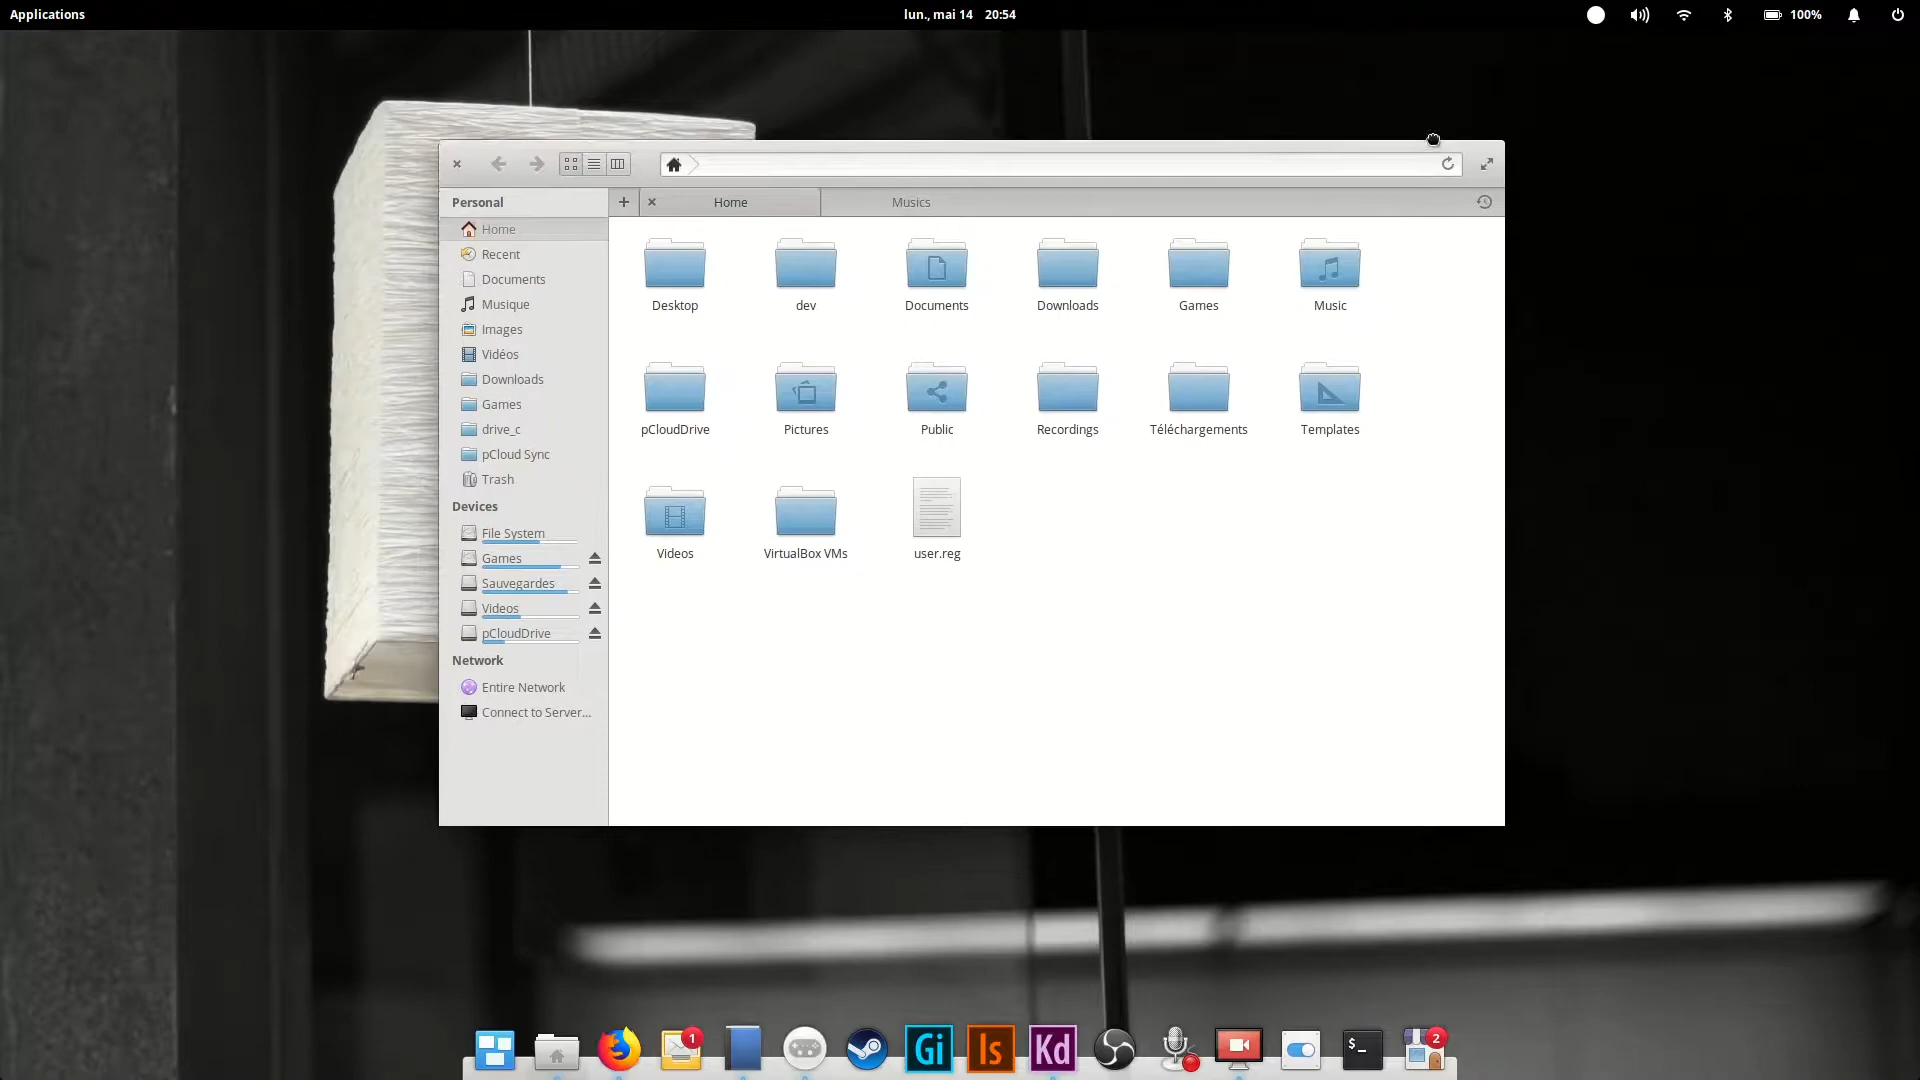 Applications
lun., mai 14 20:54
100%
Personal
Home
Musics
Home
Recent
Documents
Musique
Images
Vidéos
Downloads
Games
drive_c
pCloud Sync
Trash
Devices
File System
Games
Sauvegardes
Videos
pCloudDrive
Network
Entire Network
Connect to Server...
Desktop
dev
Documents
Downloads
Games
Music
pCloudDrive
Pictures
Public
Recordings
Téléchargements
Templates
Videos
VirtualBox VMs
user.reg
1
Gi
Is
Kd
$_
2